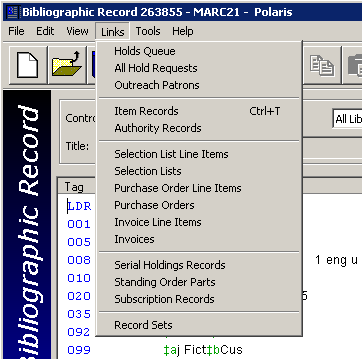 Bibliographic Record 263855 - MARC21 - Polaris
File Edit View Links Tools Help
Holds Queue
All Hold Requests
Outreach Patrons
Item Records Ctrl+T
Authority Records
Selection List Line Items
Selection Lists
Purchase Order Line Items
Purchase Orders
Invoice Line Items
Invoices
Serial Holdings Records
Standing Order Parts
Subscription Records
Record Sets
Bibliographic Record
Contro
All Lib
Title:
Tag
LDR
001
005
008 1 eng u
010
020 5
035
092
099 ‡aj Fict‡bCus